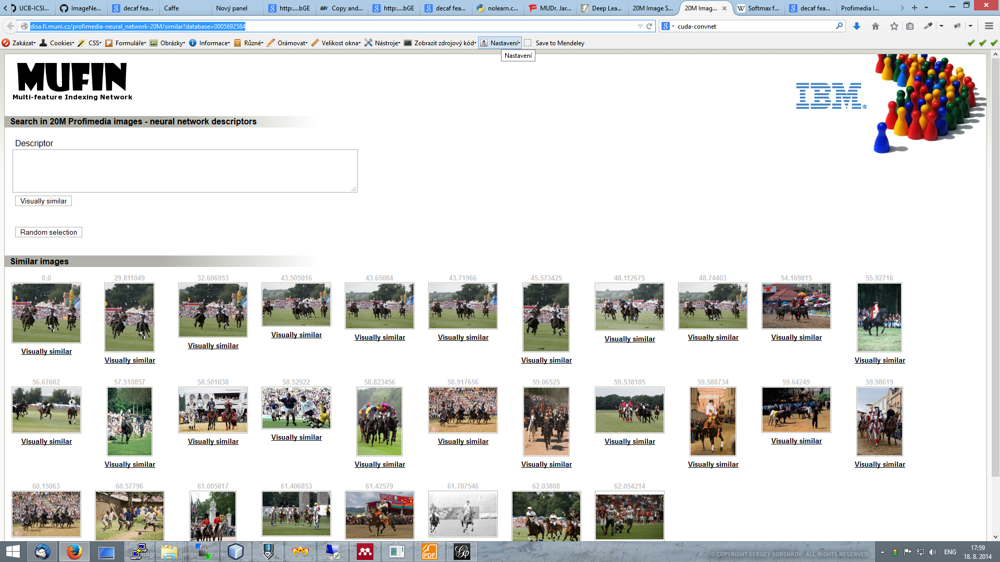 UCB-ICSI... ImageNe... decaf fea... Caffe Nový panel http:....bGE Copy and... http:....bGE decaf fea... nolearn.c... MUDr. Jar... Deep Lea... 20M Image S... 20M Imag... Softmax f... decaf fea... Profimedia I...
disa.fi.muni.cz/profimedia-neural_network-20M/similar?database=0005692584 cuda-convnet
Zakázat Cookies CSS Formuláře Obrázky Informace Různé Orámovat Velikost okna Nástroje Zobrazit zdrojový kód Nastavení Save to Mendeley
Nastavení
MUFIN
Multi-feature Indexing Network
IBM®
Search in 20M Profimedia images - neural network descriptors
Descriptor
Visually similar
Random selection
Similar images
0.0 29.811049 32.606953 43.505016 43.65084 43.71966 45.573425 48.112675 48.74403 54.169815 55.92716
Visually similar Visually similar Visually similar Visually similar Visually similar Visually similar Visually similar Visually similar Visually similar Visually similar Visually similar
56.67602 57.510857 58.501038 58.52922 58.823456 58.917656 59.06525 59.538105 59.588734 59.64249 59.98619
Visually similar Visually similar Visually similar Visually similar Visually similar Visually similar Visually similar Visually similar Visually similar Visually similar Visually similar
60.15063 60.57796 61.005817 61.406853 61.42579 61.707546 62.03808 62.054214
PDF
© COPYRIGHT SERGEY GORSHKOV. ALL RIGHTS RESERVED.
ENG
17:59
18. 8. 2014